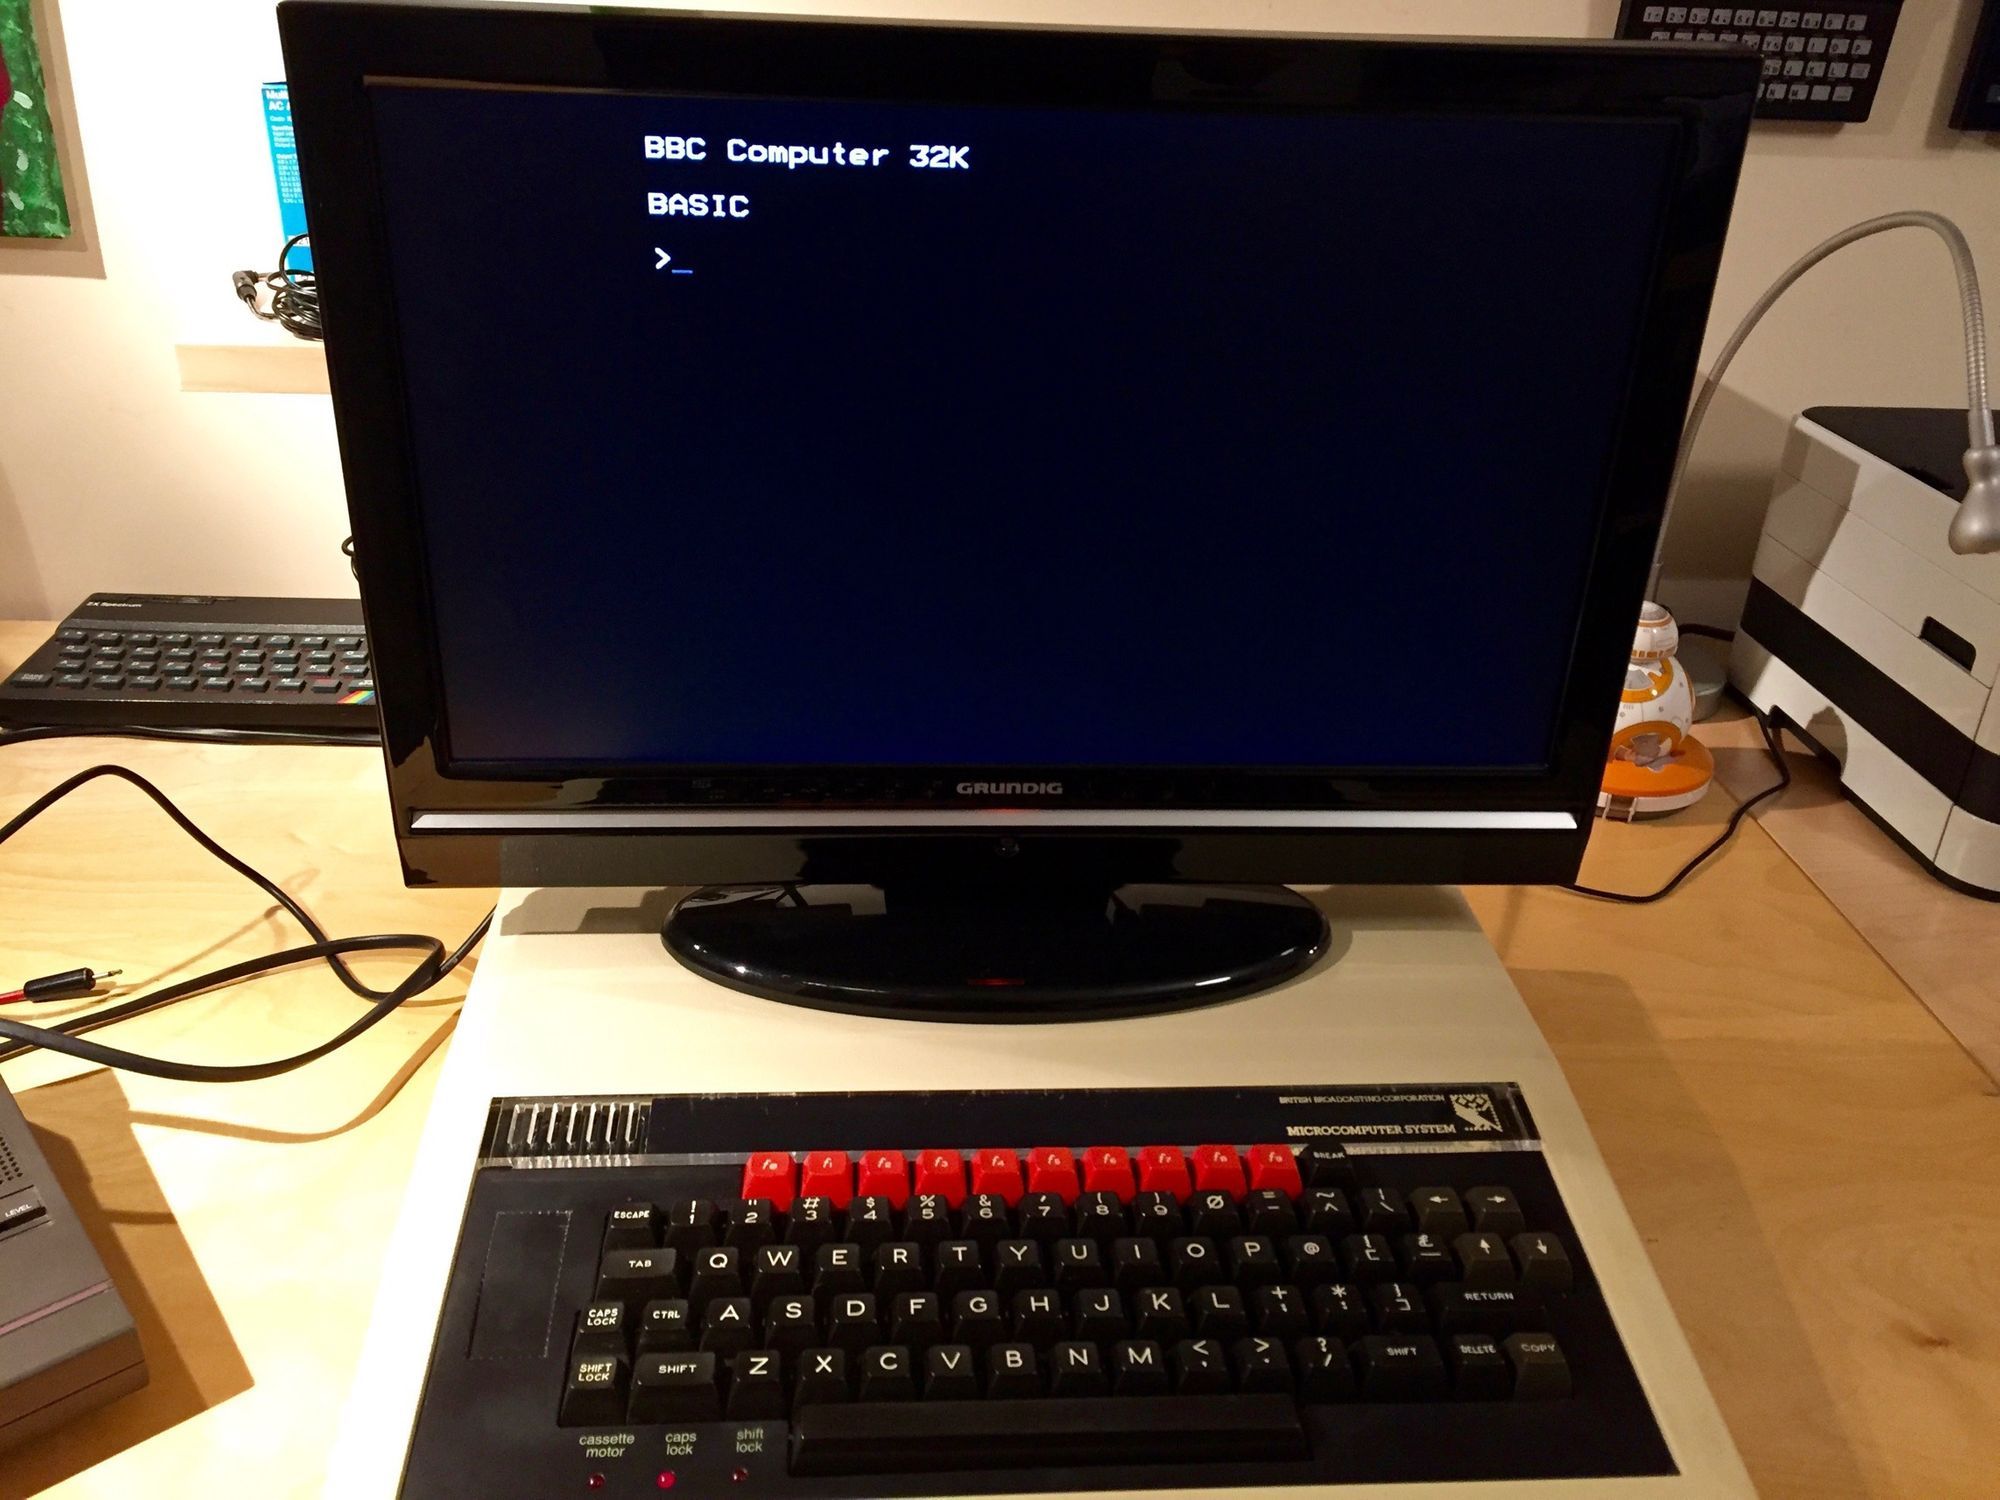 BBC Computer 32K
BASIC
>_
ZX Spectrum
GRUNDIG
BRITISH BROADCASTING CORPORATION
MICROCOMPUTER SYSTEM
f0 f1 f2 f3 f4 f5 f6 f7 f8 f9 BREAK
ESCAPE ! 1 " 2 # 3 $ 4 % 5 & 6 ' 7 ( 8 ) 9 0 = - ~ ^ | \ ← →
TAB Q W E R T Y U I O P @ { [ £ _ ↑ ↓
CAPS LOCK CTRL A S D F G H J K L + ; * : } ] RETURN
SHIFT LOCK SHIFT Z X C V B N M < , > . ? / SHIFT DELETE COPY
cassette motor
caps lock
shift lock
LEVEL